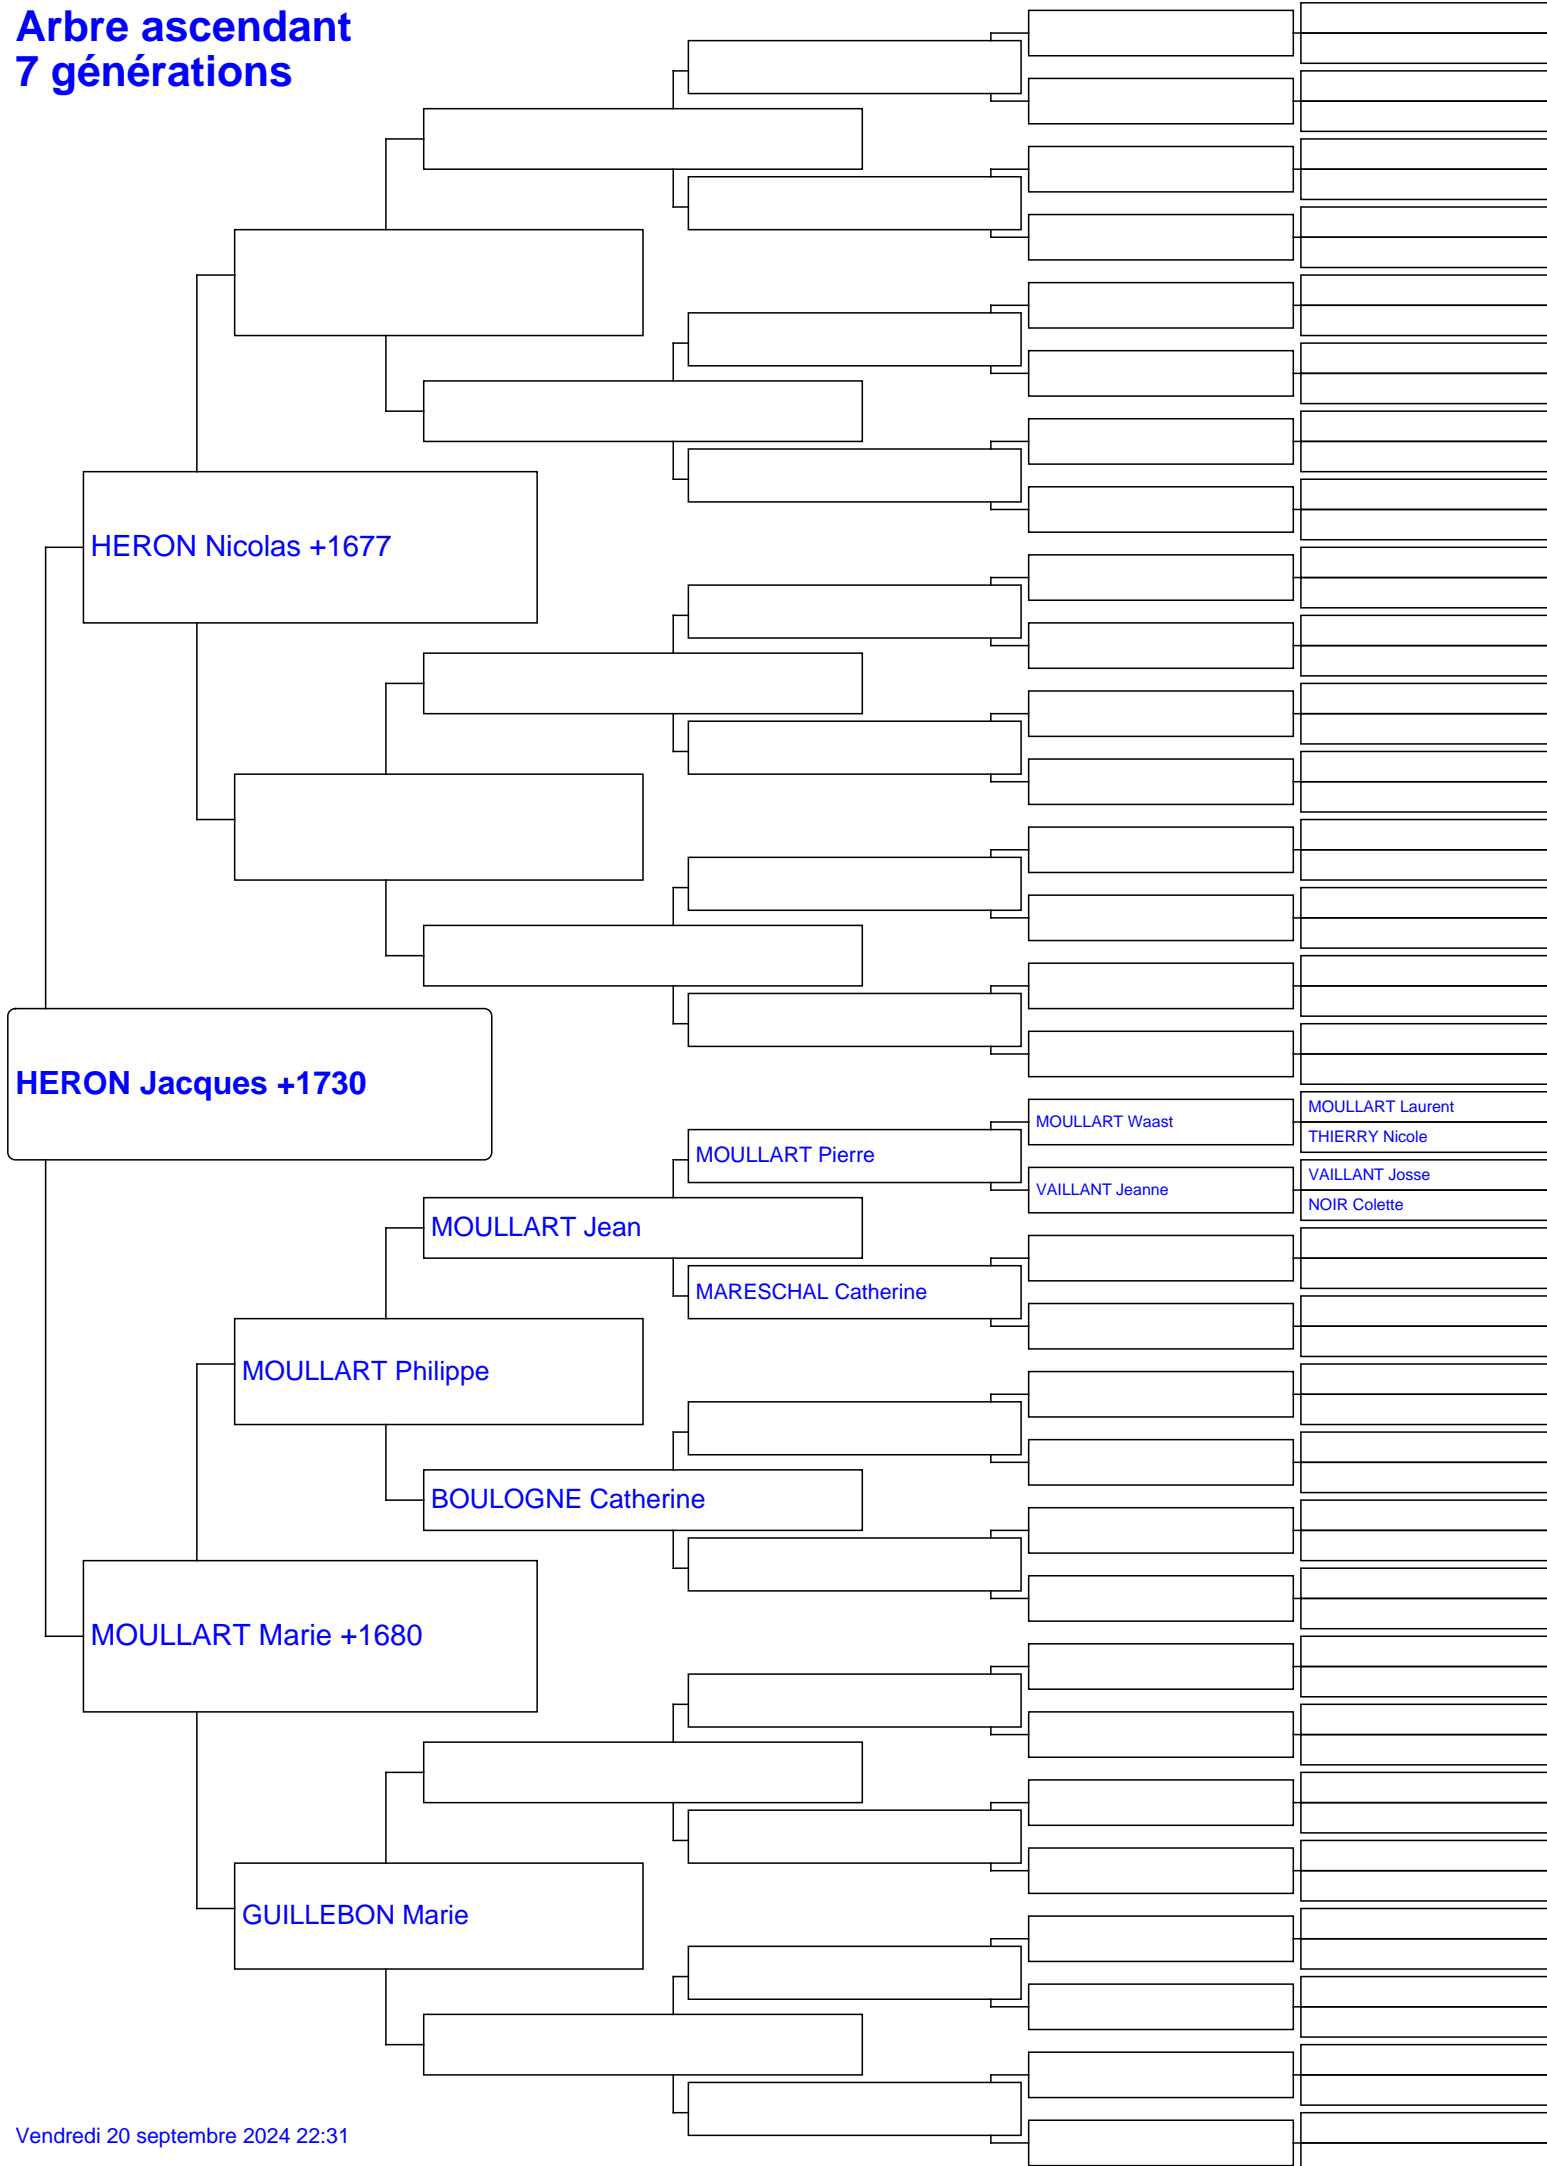 Arbre ascendant
7 générations
HERON Nicolas +1677
HERON Jacques +1730
MOULLART Laurent
MOULLART Waast
THIERRY Nicole
MOULLART Pierre
VAILLANT Josse
VAILLANT Jeanne
NOIR Colette
MOULLART Jean
MARESCHAL Catherine
MOULLART Philippe
BOULOGNE Catherine
MOULLART Marie +1680
GUILLEBON Marie
Vendredi 20 septembre 2024 22:31